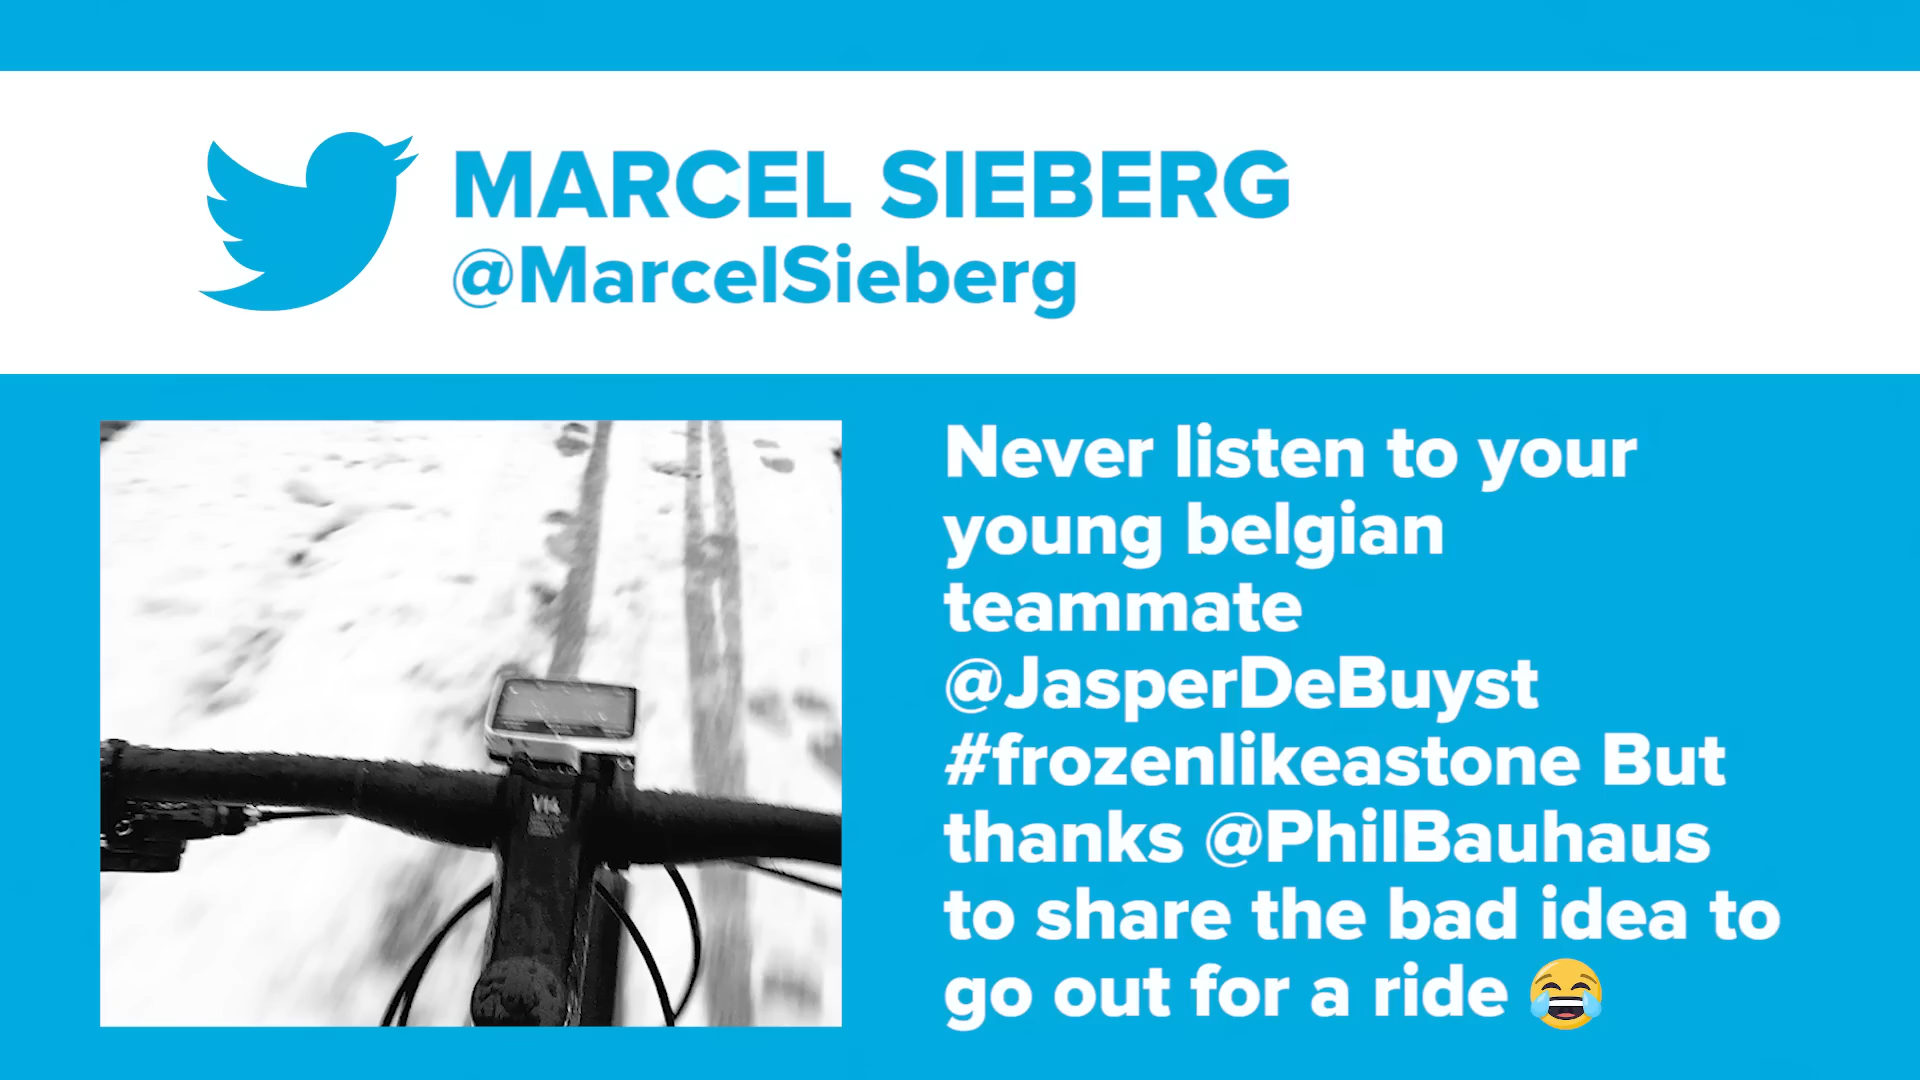 MARCEL SIEBERG
@MarcelSieberg
Never listen to your
young belgian
teammate
@JasperDeBuyst
#frozenlikeastone But
thanks @PhilBauhaus
to share the bad idea to
go out for a ride 😂